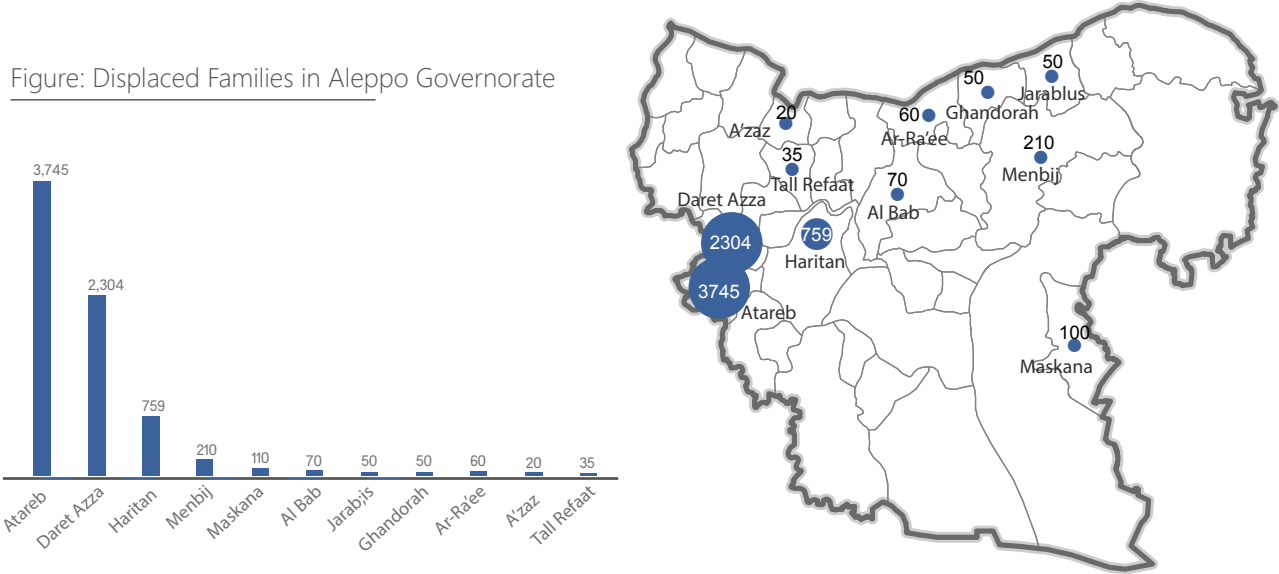 Figure: Displaced Families in Aleppo Governorate
3,745
2,304
759
210
110
70
50
50
60
20
35
Atareb
Daret Azza
Haritan
Menbij
Maskana
Al Bab
Jarab;is
Ghandorah
Ar-Ra'ee
A'zaz
Tall Refaat
50
Jarablus
50
Ghandorah
20
A'zaz
60
Ar-Ra'ee
210
Menbij
35
Tall Refaat
70
Al Bab
Daret Azza
2304
759
Haritan
3745
Atareb
100
Maskana